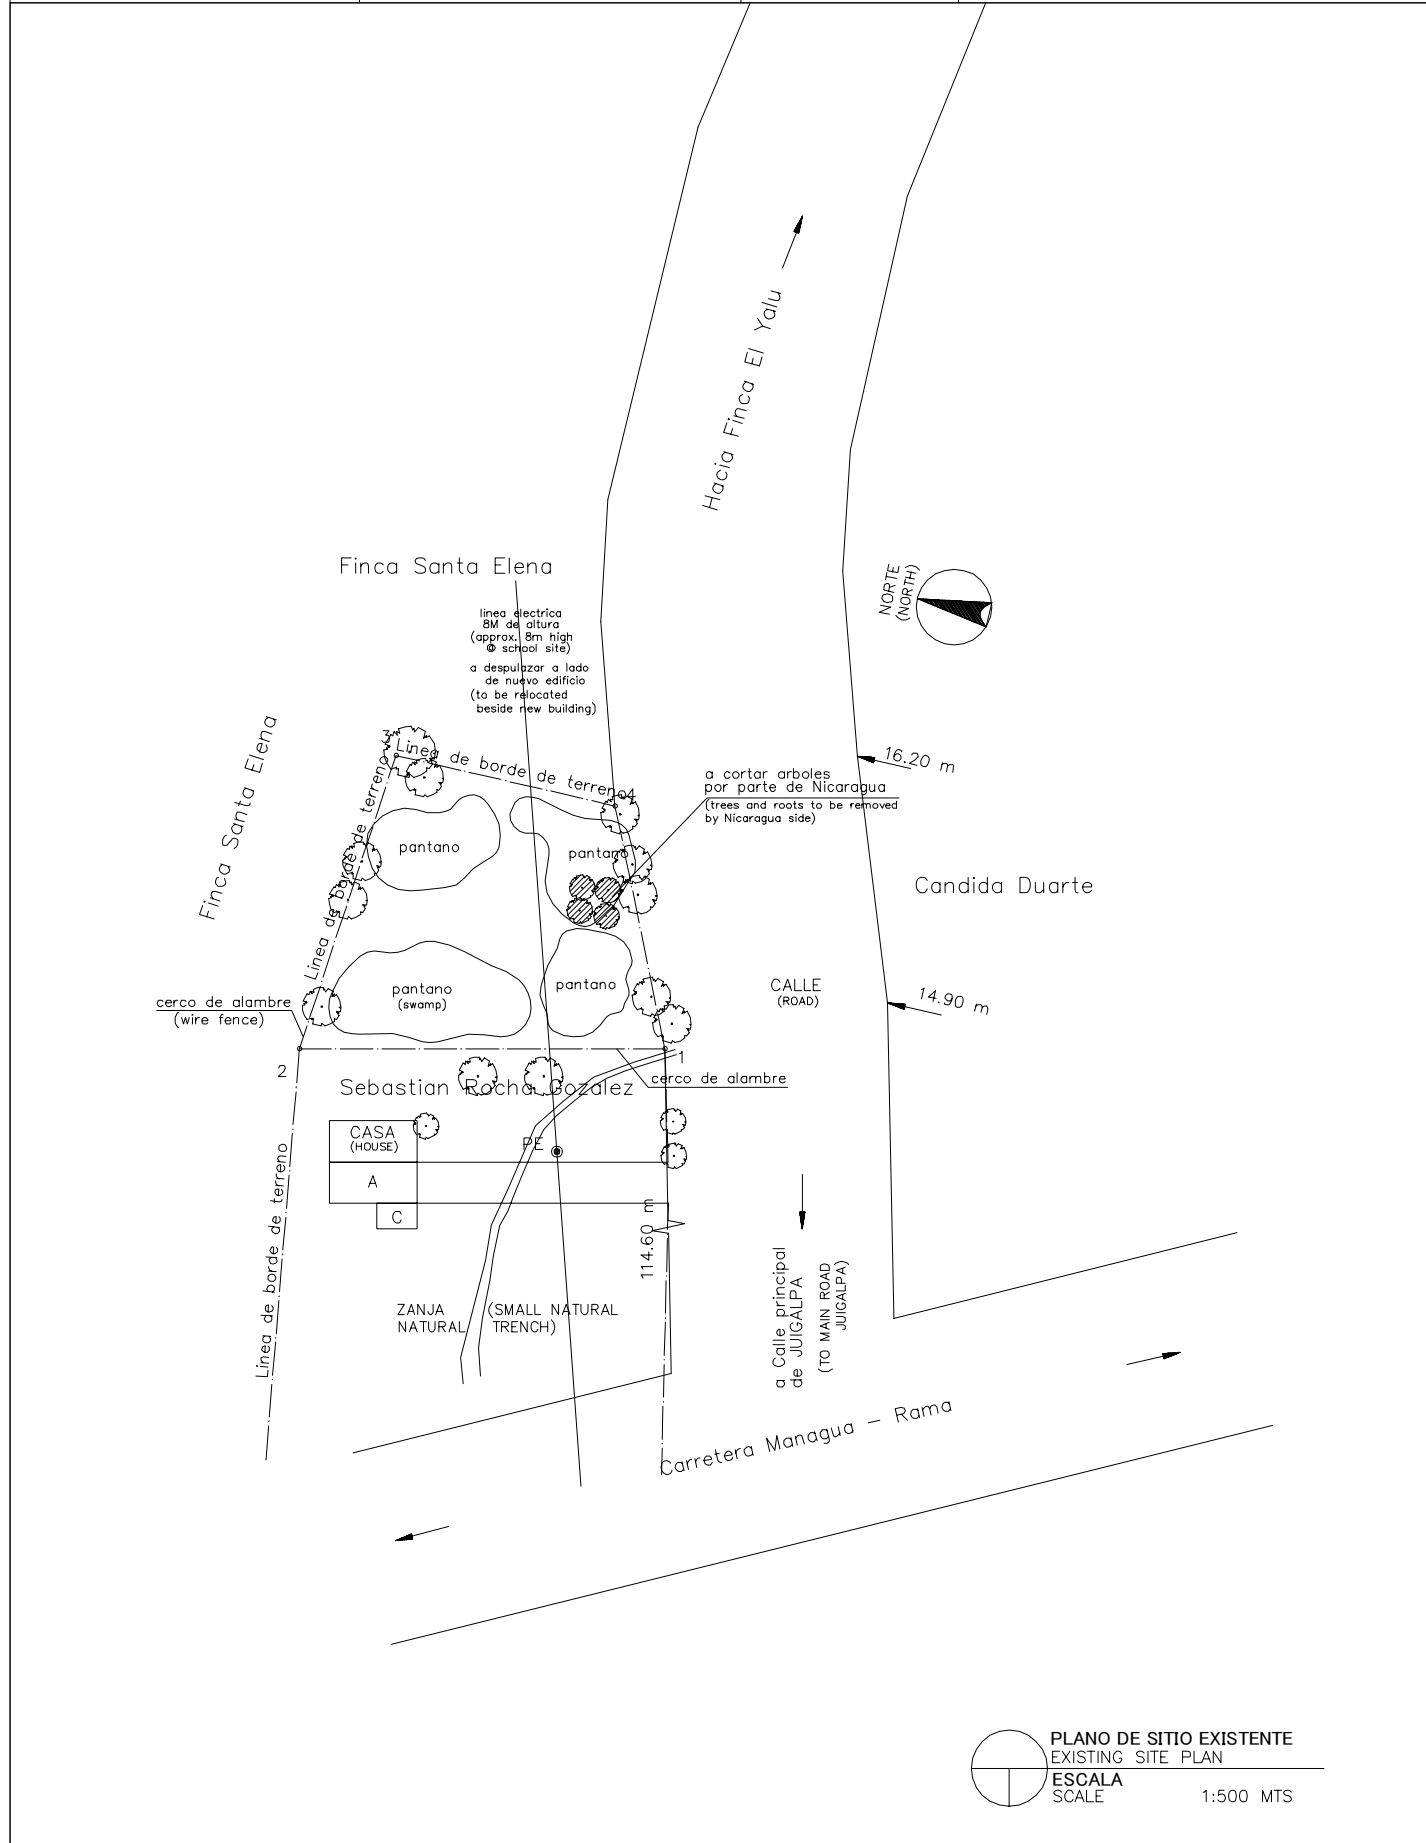 Hacia Finca El Yalu
Finca Santa Elena
NORTE
(NORTH)
linea electrica
8M de altura
(approx. 8m high
@ school site)
a despulazar a lado
de nuevo edificio
(to be relocated
beside new building)
Finca Santa Elena
3
Linea de borde de terreno
4
16.20 m
a cortar arboles
por parte de Nicaragua
(trees and roots to be removed
by Nicaragua side)
Linea de borde de terreno
pantano
pantano
Candida Duarte
pantano
(swamp)
pantano
CALLE
(ROAD)
14.90 m
cerco de alambre
(wire fence)
2
1
cerco de alambre
Sebastian Rocha Gozalez
CASA
(HOUSE)
PE
A
C
Linea de borde de terreno
114.60 m
ZANJA
NATURAL
(SMALL NATURAL
TRENCH)
a Calle principal
de JUIGALPA
(TO MAIN ROAD
JUIGALPA)
Carretera Managua - Rama
PLANO DE SITIO EXISTENTE
EXISTING SITE PLAN
ESCALA
SCALE 1:500 MTS